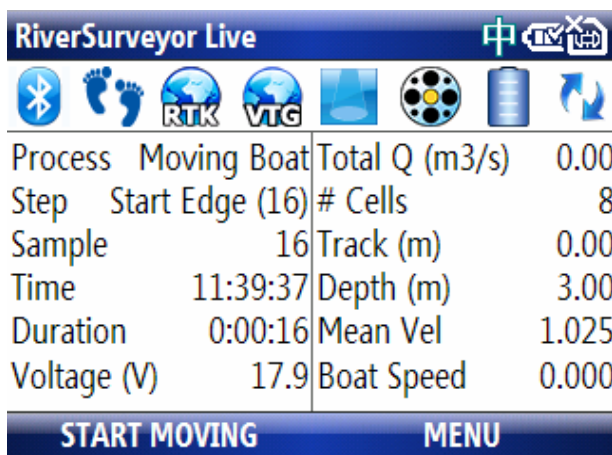 RiverSurveyor Live 中
RTK VTG
Process Moving Boat Total Q (m3/s) 0.00
Step Start Edge (16) # Cells 8
Sample 16 Track (m) 0.00
Time 11:39:37 Depth (m) 3.00
Duration 0:00:16 Mean Vel 1.025
Voltage (V) 17.9 Boat Speed 0.000
START MOVING MENU